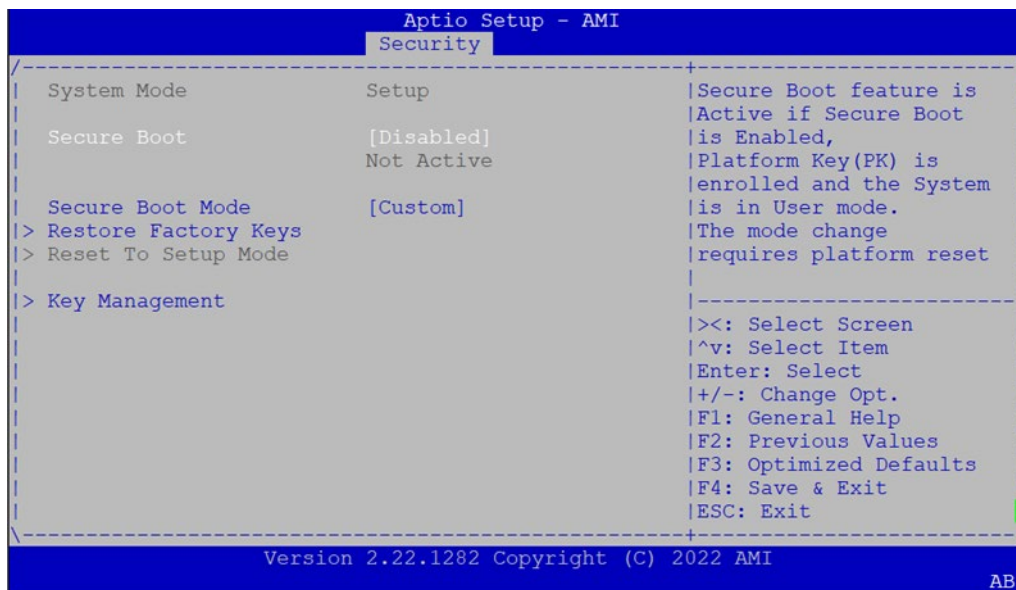 Aptio Setup - AMI
Security
System Mode Setup
Secure Boot [Disabled]
Not Active
Secure Boot Mode [Custom]
> Restore Factory Keys
> Reset To Setup Mode
> Key Management
Secure Boot feature is
Active if Secure Boot
is Enabled,
Platform Key(PK) is
enrolled and the System
is in User mode.
The mode change
requires platform reset
><: Select Screen
^v: Select Item
Enter: Select
+/-: Change Opt.
F1: General Help
F2: Previous Values
F3: Optimized Defaults
F4: Save & Exit
ESC: Exit
Version 2.22.1282 Copyright (C) 2022 AMI
AB